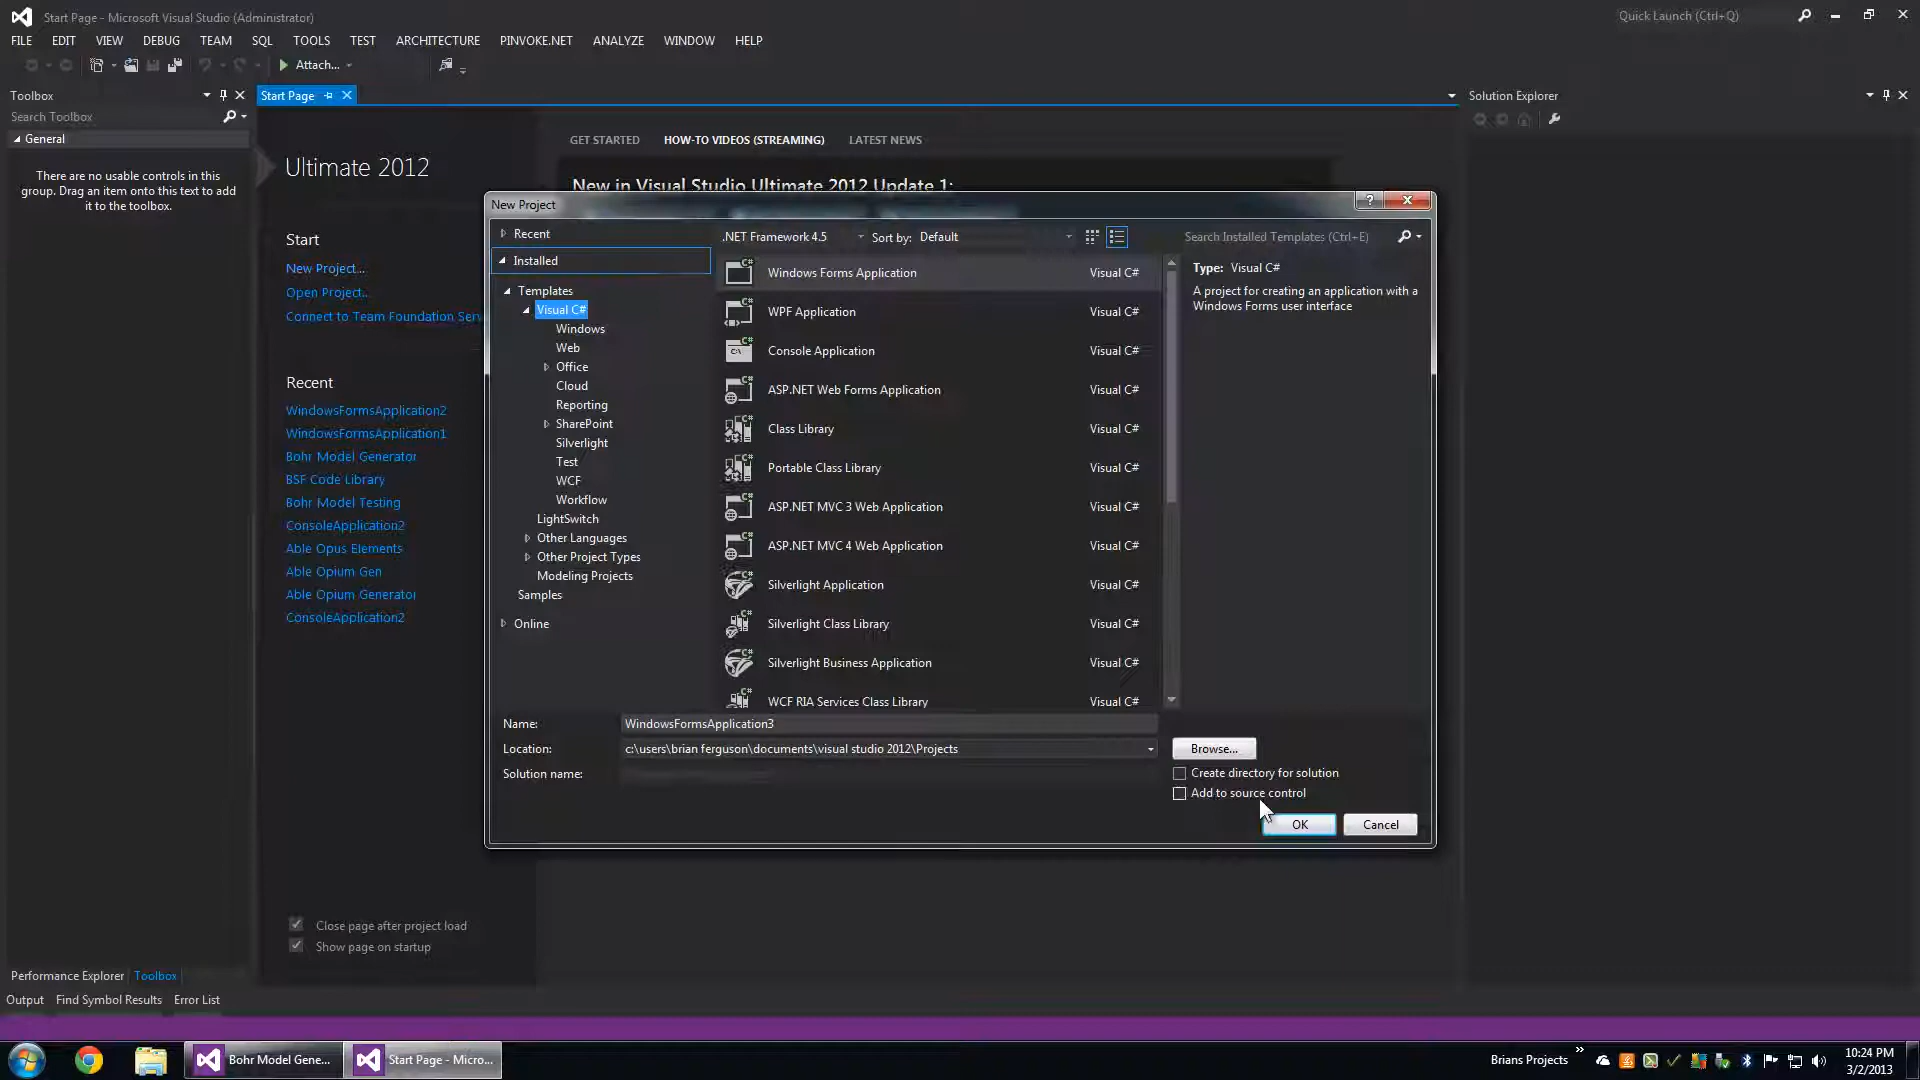 Start Page - Microsoft Visual Studio (Administrator)
Quick Launch (Ctrl+Q)
FILE EDIT VIEW DEBUG TEAM SQL TOOLS TEST ARCHITECTURE PINVOKE.NET ANALYZE WINDOW HELP
Attach...
Toolbox
Start Page
Solution Explorer
Search Toolbox
General
There are no usable controls in this
group. Drag an item onto this text to add
it to the toolbox.
Ultimate 2012
GET STARTED HOW-TO VIDEOS (STREAMING) LATEST NEWS
New in Visual Studio Ultimate 2012 Update 1:
Start
New Project...
Open Project...
Connect to Team Foundation Serv
Recent
WindowsFormsApplication2
WindowsFormsApplication1
Bohr Model Generator
BSF Code Library
Bohr Model Testing
ConsoleApplication2
Able Opus Elements
Able Opium Gen
Able Opium Generator
ConsoleApplication2
Close page after project load
Show page on startup
New Project
?
Recent
Installed
Templates
Visual C#
Windows
Web
Office
Cloud
Reporting
SharePoint
Silverlight
Test
WCF
Workflow
LightSwitch
Other Languages
Other Project Types
Modeling Projects
Samples
Online
.NET Framework 4.5 Sort by: Default
Search Installed Templates (Ctrl+E)
Windows Forms Application Visual C#
WPF Application Visual C#
Console Application Visual C#
ASP.NET Web Forms Application Visual C#
Class Library Visual C#
Portable Class Library Visual C#
ASP.NET MVC 3 Web Application Visual C#
ASP.NET MVC 4 Web Application Visual C#
Silverlight Application Visual C#
Silverlight Class Library Visual C#
Silverlight Business Application Visual C#
WCF RIA Services Class Library Visual C#
Type: Visual C#
A project for creating an application with a
Windows Forms user interface
Name: WindowsFormsApplication3
Location: c:\users\brian ferguson\documents\visual studio 2012\Projects
Browse...
Solution name:
Create directory for solution
Add to source control
OK Cancel
Performance Explorer Toolbox
Output Find Symbol Results Error List
Bohr Model Gene...
Start Page - Micro...
Brians Projects
10:24 PM
3/2/2013